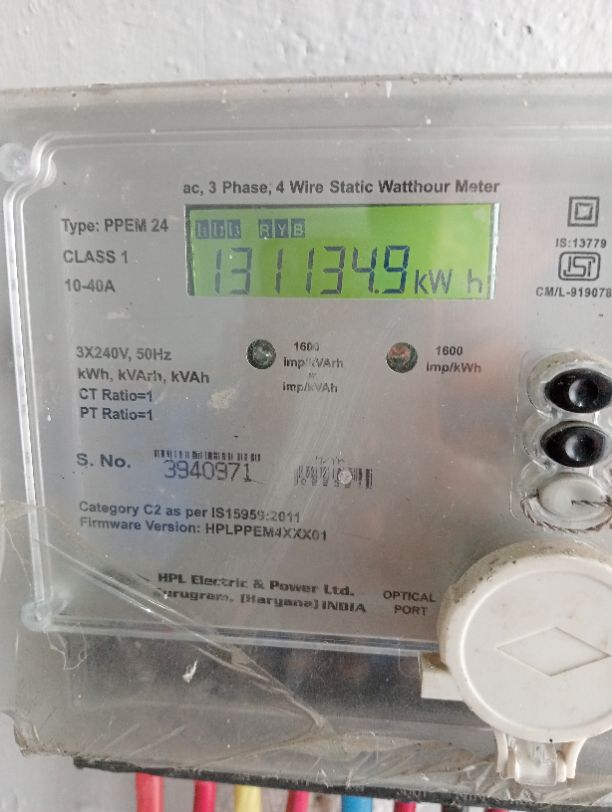 ac, 3 Phase, 4 Wire Static Watthour Meter
Type: PPEM 24
CLASS 1
10-40A
R Y B
131134.9 kW h
IS:13779
ISI
CM/L-919078
3X240V, 50Hz
kWh, kVArh, kVAh
CT Ratio=1
PT Ratio=1
1600
imp/kVArh
imp/kVAh
1600
imp/kWh
S. No.
3940971
Category C2 as per IS15959:2011
Firmware Version: HPLPPEM4XXX01
HPL Electric & Power Ltd.
Gurugram, (Haryana) INDIA
OPTICAL
PORT